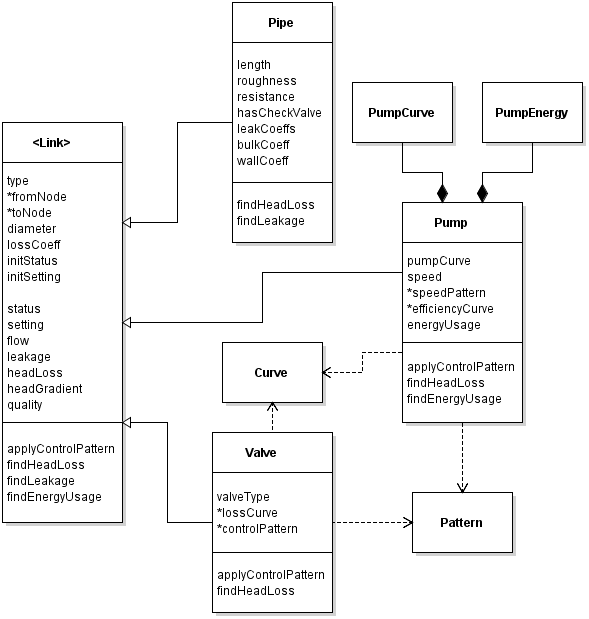 Pipe
length
roughness
resistance
hasCheckValve
leakCoeffs
bulkCoeff
wallCoeff
findHeadLoss
findLeakage
PumpCurve
PumpEnergy
<Link>
type
*fromNode
*toNode
diameter
lossCoeff
initStatus
initSetting
status
setting
flow
leakage
headLoss
headGradient
quality
applyControlPattern
findHeadLoss
findLeakage
findEnergyUsage
Pump
pumpCurve
speed
*speedPattern
*efficiencyCurve
energyUsage
applyControlPattern
findHeadLoss
findEnergyUsage
Curve
Valve
valveType
*lossCurve
*controlPattern
applyControlPattern
findHeadLoss
Pattern